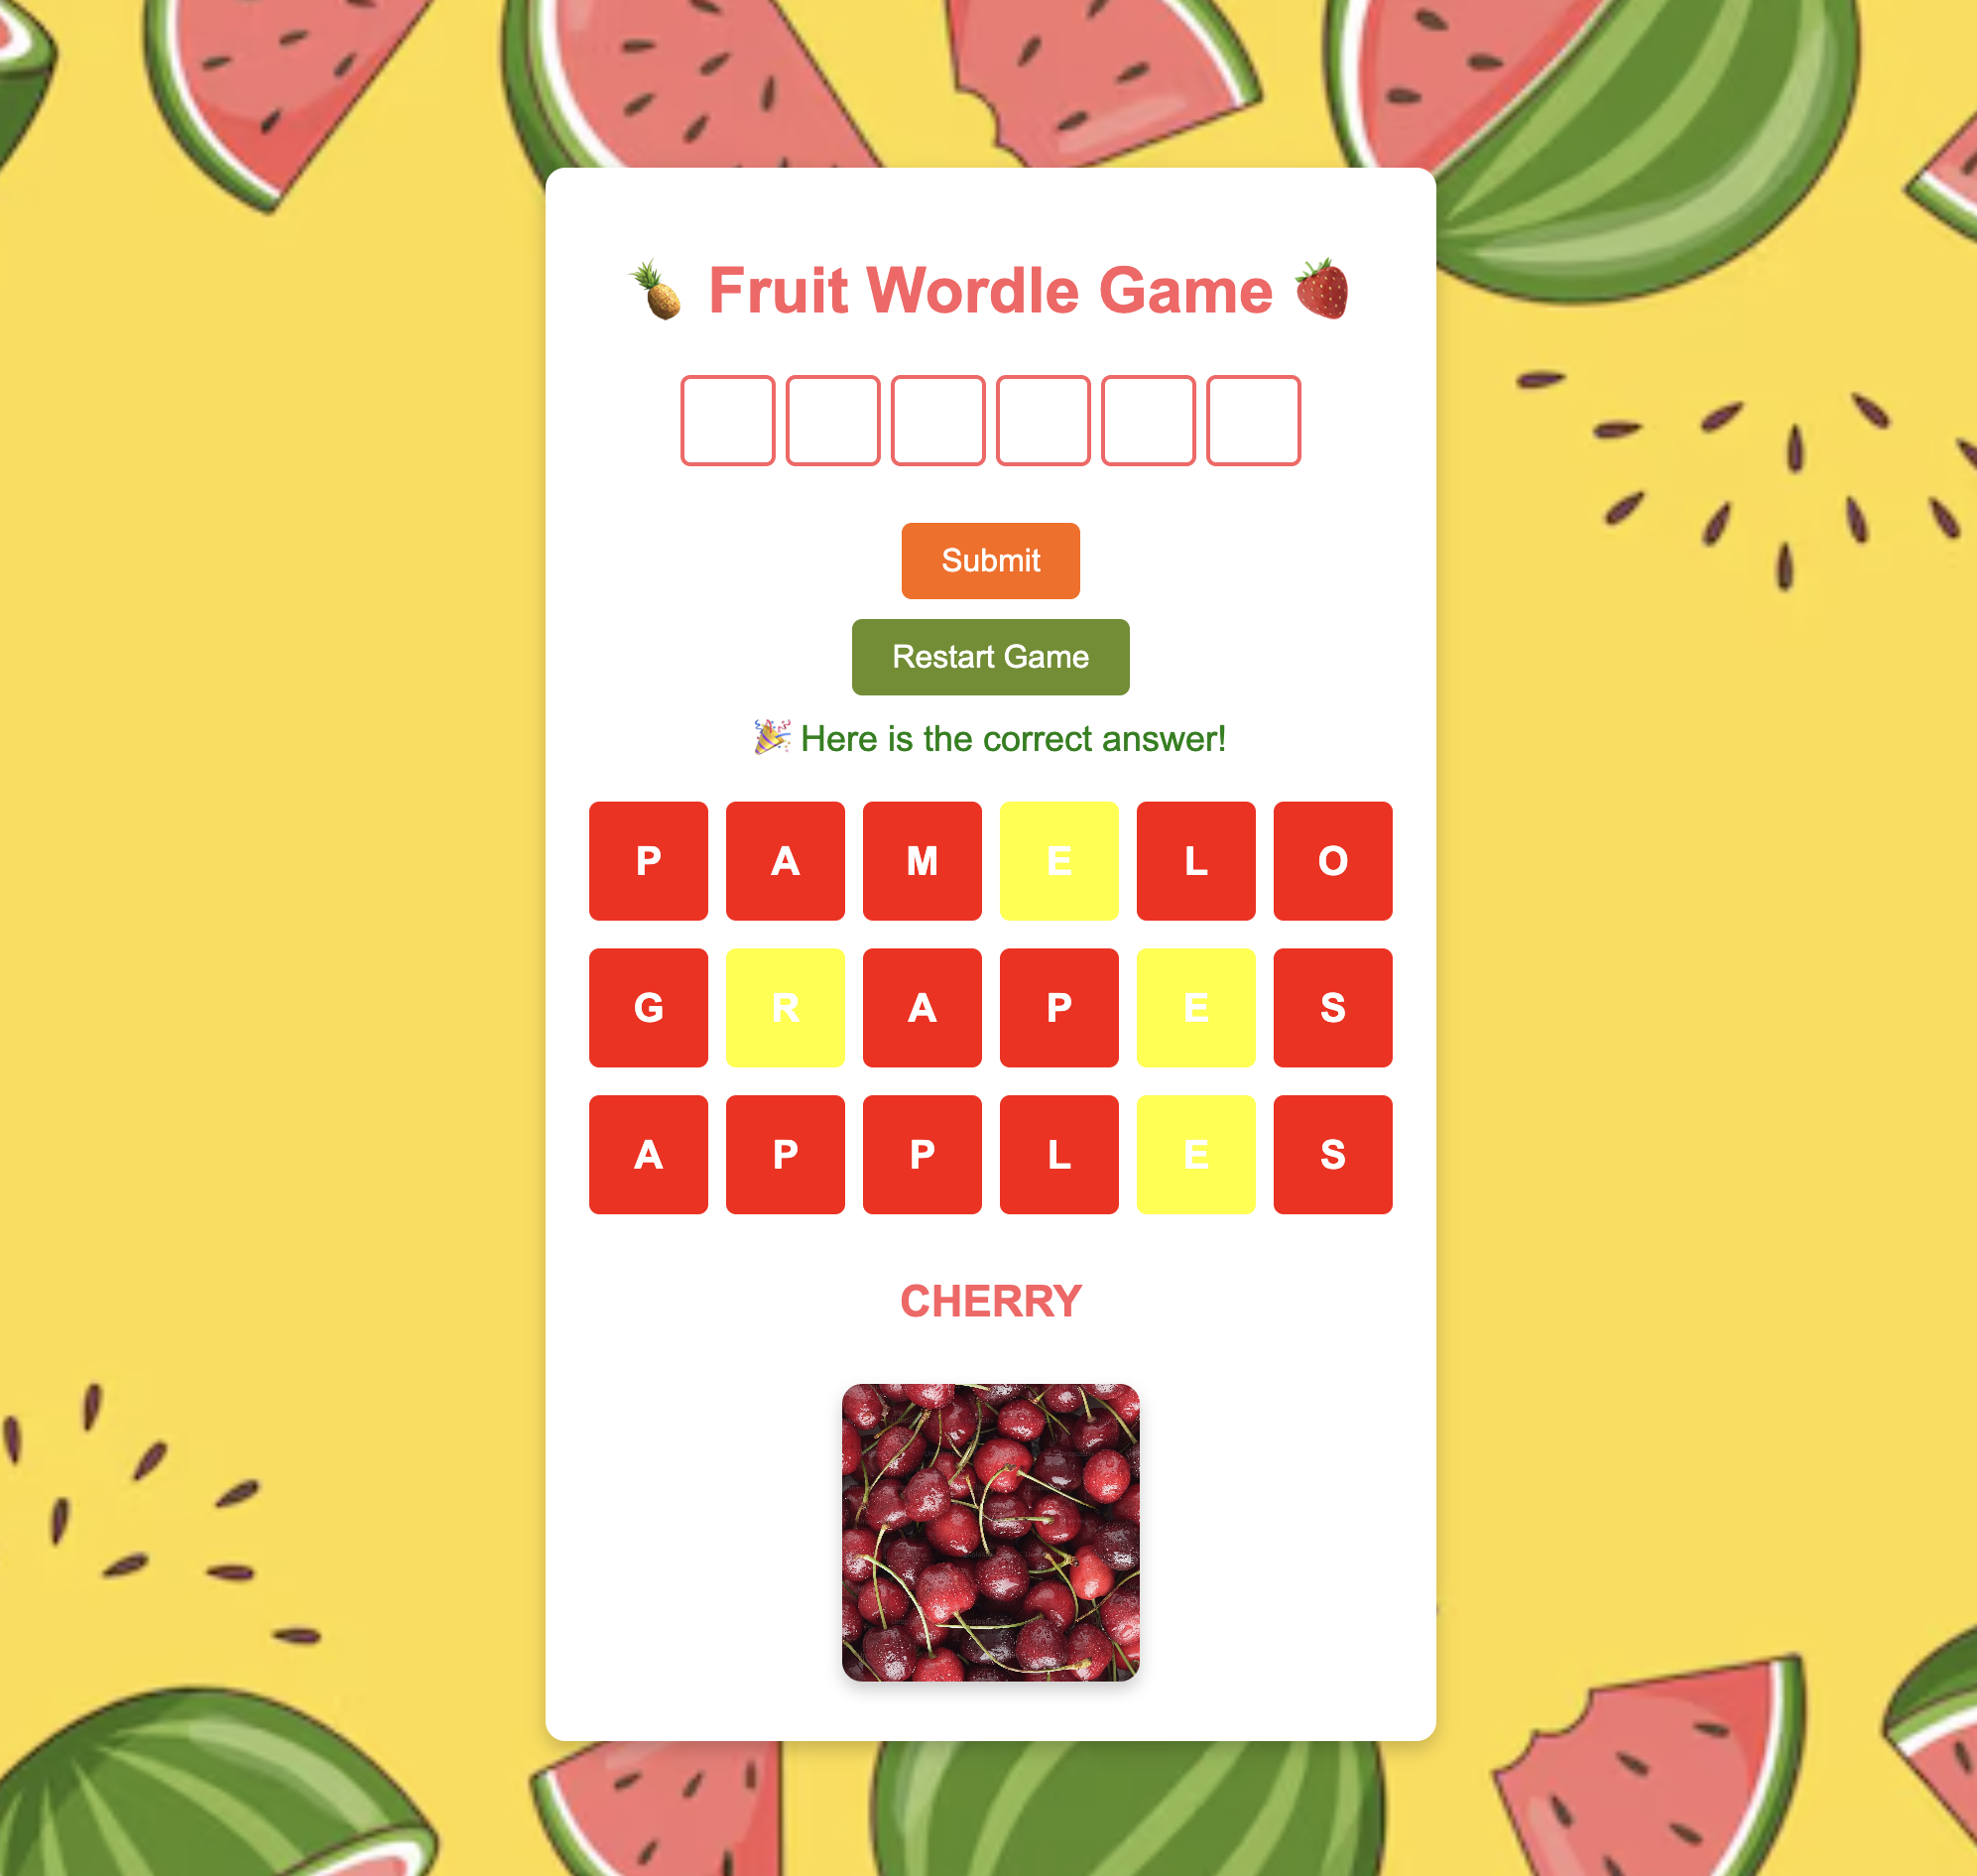 🍍 Fruit Wordle Game 🍓
Submit
Restart Game
🎉 Here is the correct answer!
P A M E L O
G R A P E S
A P P L E S
CHERRY